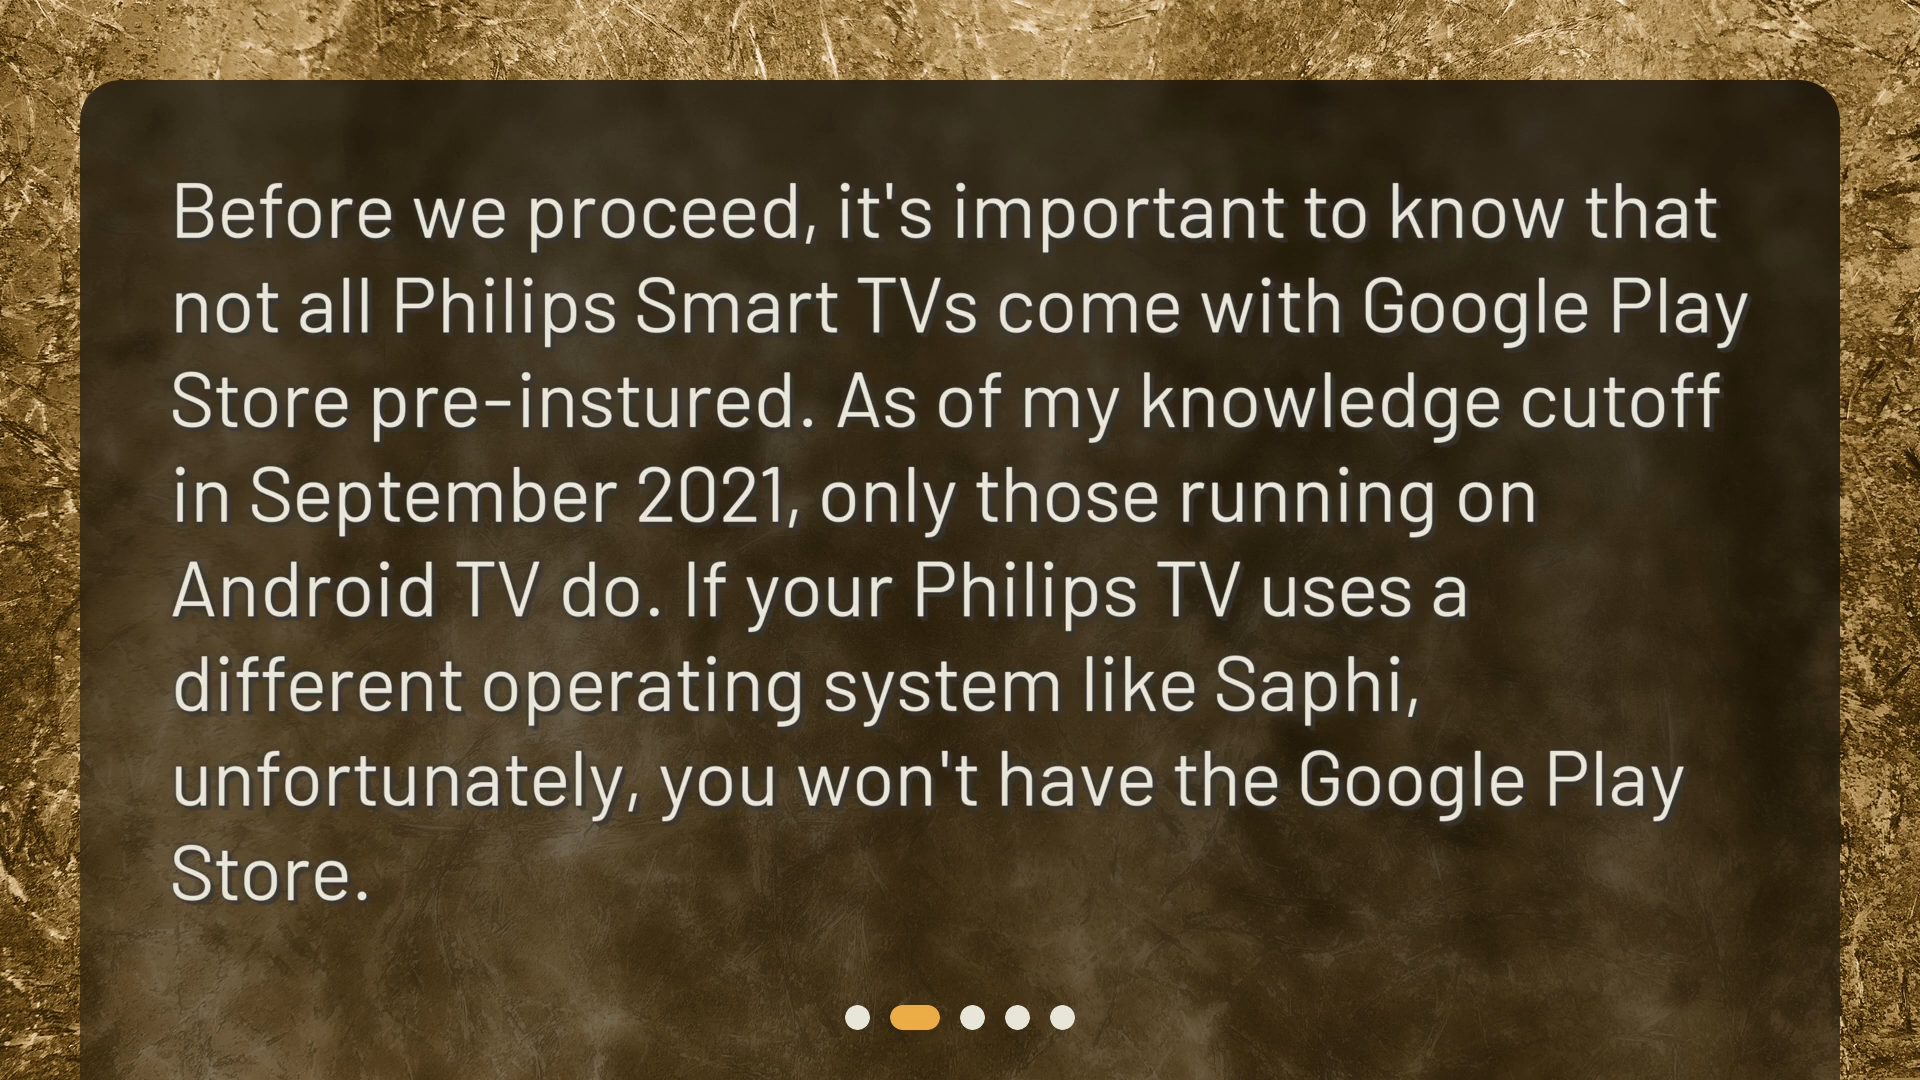 Before we proceed, it's important to know that
not all Philips Smart TVs come with Google Play
Store pre-instured. As of my knowledge cutoff
in September 2021, only those running on
Android TV do. If your Philips TV uses a
different operating system like Saphi,
unfortunately, you won't have the Google Play
Store.